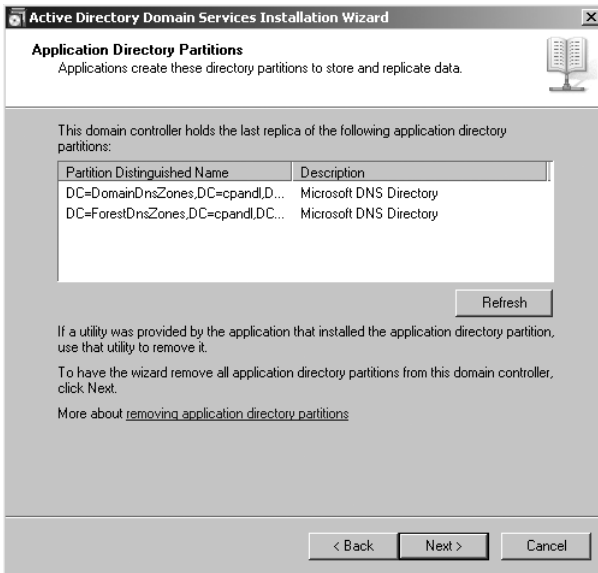 Active Directory Domain Services Installation Wizard
Application Directory Partitions
Applications create these directory partitions to store and replicate data.
This domain controller holds the last replica of the following application directory
partitions:
Partition Distinguished Name Description
DC=DomainDnsZones,DC=cpandl,D... Microsoft DNS Directory
DC=ForestDnsZones,DC=cpandl,DC... Microsoft DNS Directory
Refresh
If a utility was provided by the application that installed the application directory partition,
use that utility to remove it.
To have the wizard remove all application directory partitions from this domain controller,
click Next.
More about removing application directory partitions
< Back Next > Cancel